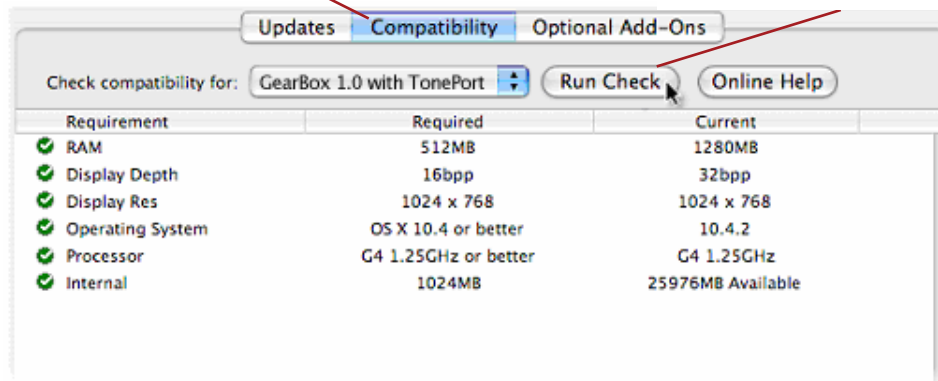 Updates Compatibility Optional Add-Ons
Check compatibility for: GearBox 1.0 with TonePort Run Check Online Help
Requirement Required Current
RAM 512MB 1280MB
Display Depth 16bpp 32bpp
Display Res 1024 x 768 1024 x 768
Operating System OS X 10.4 or better 10.4.2
Processor G4 1.25GHz or better G4 1.25GHz
Internal 1024MB 25976MB Available